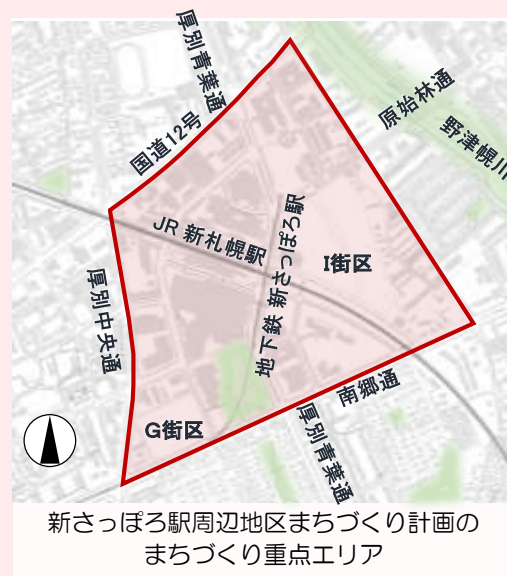 厚別青葉通
国道12号
原始林通
野津幌川
JR 新札幌駅
地下鉄 新さっぽろ駅
I街区
厚別中央通
南郷通
G街区
厚別青葉通
新さっぽろ駅周辺地区まちづくり計画の
まちづくり重点エリア